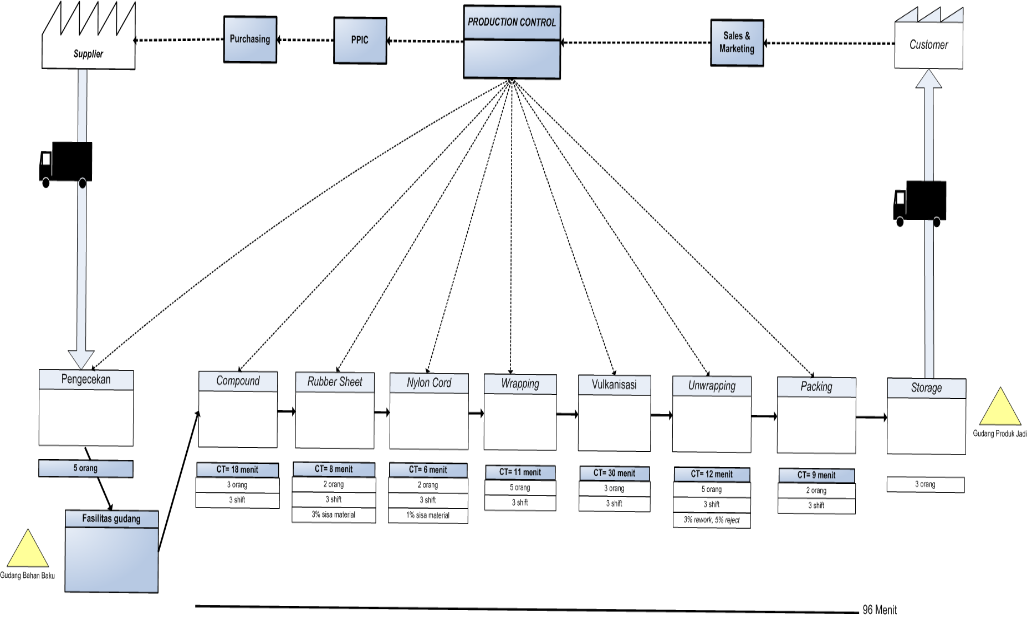 Supplier
Purchasing
PPIC
PRODUCTION CONTROL
Sales &
Marketing
Customer
Pengecekan
Compound
Rubber Sheet
Nylon Cord
Wrapping
Vulkanisasi
Unwrapping
Packing
Storage
Gudang Produk Jadi
5 orang
CT= 18 menit
3 orang
3 shift
CT= 8 menit
2 orang
3 shift
3% sisa material
CT= 6 menit
2 orang
3 shift
1% sisa material
CT= 11 menit
5 orang
3 shift
CT= 30 menit
3 orang
3 shift
CT= 12 menit
5 orang
3 shift
3% rework, 5% reject
CT= 9 menit
2 orang
3 shift
3 orang
Fasilitas gudang
Gudang Bahan Baku
96 Menit